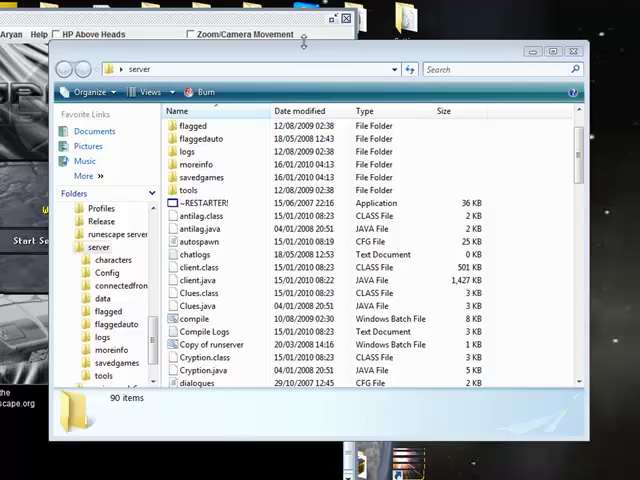 Aryan Help HP Above Heads Zoom/Camera Movement
server Search
Organize Views Burn
Favorite Links
Documents
Pictures
Music
More »
Folders
Profiles
Release
runescape server
server
characters
Config
connectedfrom
data
flagged
flaggedauto
logs
moreinfo
savedgames
tools
Name Date modified Type Size
flagged 12/08/2009 02:38 File Folder
flaggedauto 18/05/2008 12:43 File Folder
logs 12/08/2009 02:38 File Folder
moreinfo 16/01/2010 04:13 File Folder
savedgames 16/01/2010 04:13 File Folder
tools 12/08/2009 02:38 File Folder
~RESTARTER! 15/06/2007 22:16 Application 36 KB
antilag.class 15/01/2010 08:23 CLASS File 2 KB
antilag.java 04/01/2008 20:51 JAVA File 2 KB
autospawn 15/01/2010 08:19 CFG File 25 KB
chatlogs 18/05/2008 12:53 Text Document 0 KB
client.class 15/01/2010 08:23 CLASS File 501 KB
client.java 15/01/2010 08:22 JAVA File 1,427 KB
Clues.class 15/01/2010 08:23 CLASS File 3 KB
Clues.java 04/01/2008 20:51 JAVA File 3 KB
compile 10/08/2009 02:30 Windows Batch File 8 KB
Compile Logs 15/01/2010 08:23 Text Document 3 KB
Copy of runserver 20/03/2008 14:16 Windows Batch File 1 KB
Cryption.class 15/01/2010 08:23 CLASS File 2 KB
Cryption.java 04/01/2008 20:51 JAVA File 5 KB
dialogues 29/10/2007 12:45 CFG File 2 KB
90 items
Start Se
the
scape.org